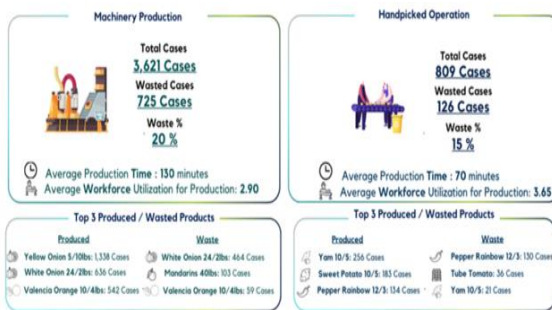 Machinery Production
Total Cases
3,621 Cases
Wasted Cases
725 Cases
Waste %
20 %
Average Production Time : 130 minutes
Average Workforce Utilization for Production: 2.90
Handpicked Operation
Total Cases
809 Cases
Wasted Cases
126 Cases
Waste %
15 %
Average Production Time : 70 minutes
Average Workforce Utilization for Production: 3.65
Top 3 Produced / Wasted Products
Produced
Yellow Onion 5/10lbs: 1,338 Cases
White Onion 24/2lbs: 636 Cases
Valencia Orange 10/4lbs: 542 Cases
Waste
White Onion 24/2lbs: 464 Cases
Mandarins 40lbs: 103 Cases
Valencia Orange 10/4lbs: 59 Cases
Top 3 Produced / Wasted Products
Produced
Yam 10/5: 256 Cases
Sweet Potato 10/5: 183 Cases
Pepper Rainbow 12/3: 134 Cases
Waste
Pepper Rainbow 12/3: 130 Cases
Tube Tomato: 36 Cases
Yam 10/5: 21 Cases